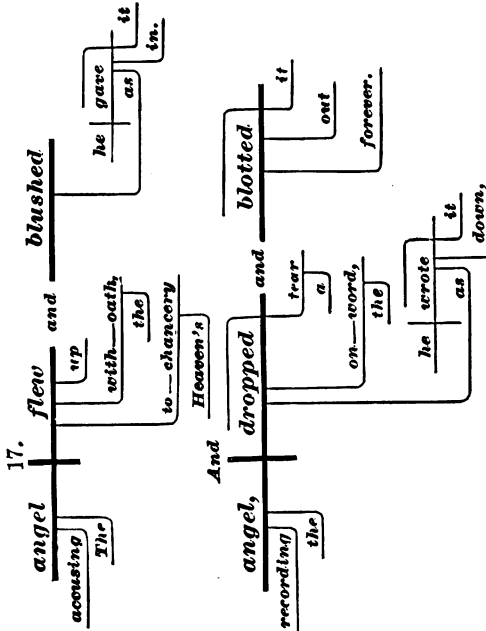 17.
angel flew and blushed
accusing
The
up
with—oath,
the
to—chancery
Heaven's
he gave
it
in.
as
And
angel, dropped and blotted
recording
the
tear
a
on—word,
the
he wrote
it
down,
as
it
out
forever.